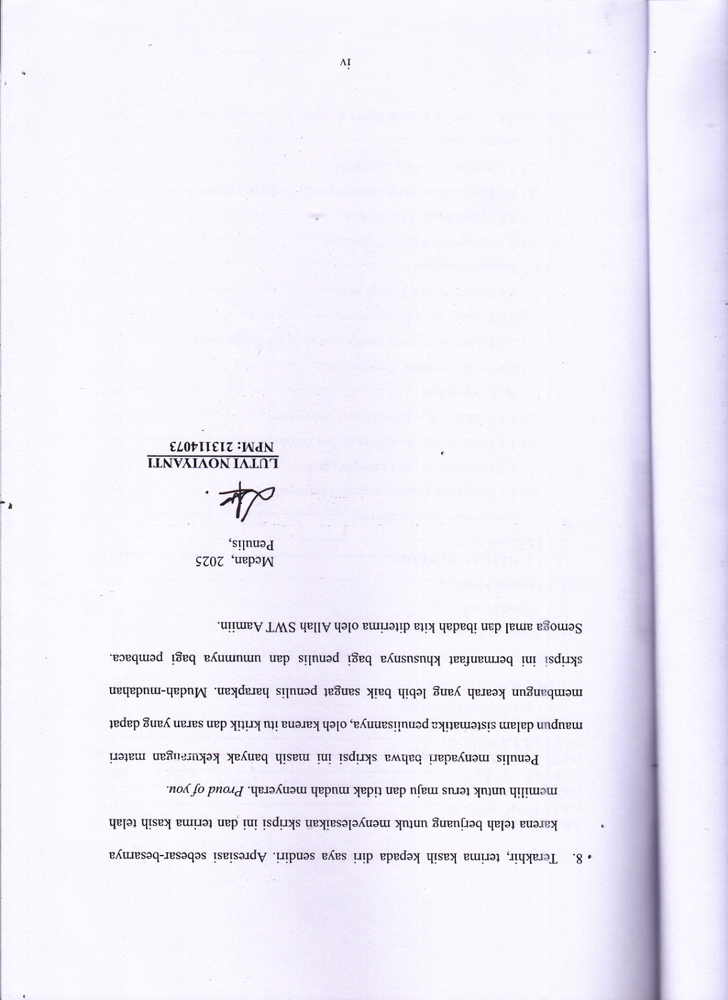 8. Terakhir, terima kasih kepada diri saya sendiri. Apresiasi sebesar-besarnya
karena telah berjuang untuk menyelesaikan skripsi ini dan terima kasih telah
memilih untuk terus maju dan tidak mudah menyerah. Proud of you.
Penulis menyadari bahwa skripsi ini masih banyak kekurangan materi
maupun dalam sistematika penulisannya, oleh karena itu kritik dan saran yang dapat
membangun kearah yang lebih baik sangat penulis harapkan. Mudah-mudahan
skripsi ini bermanfaat khususnya bagi penulis dan umumnya bagi pembaca.
Semoga amal dan ibadah kita diterima oleh Allah SWT Aamiin.
Medan, 2025
Penulis,
LUTVI NOVIYANTI
NPM: 213114073
iv